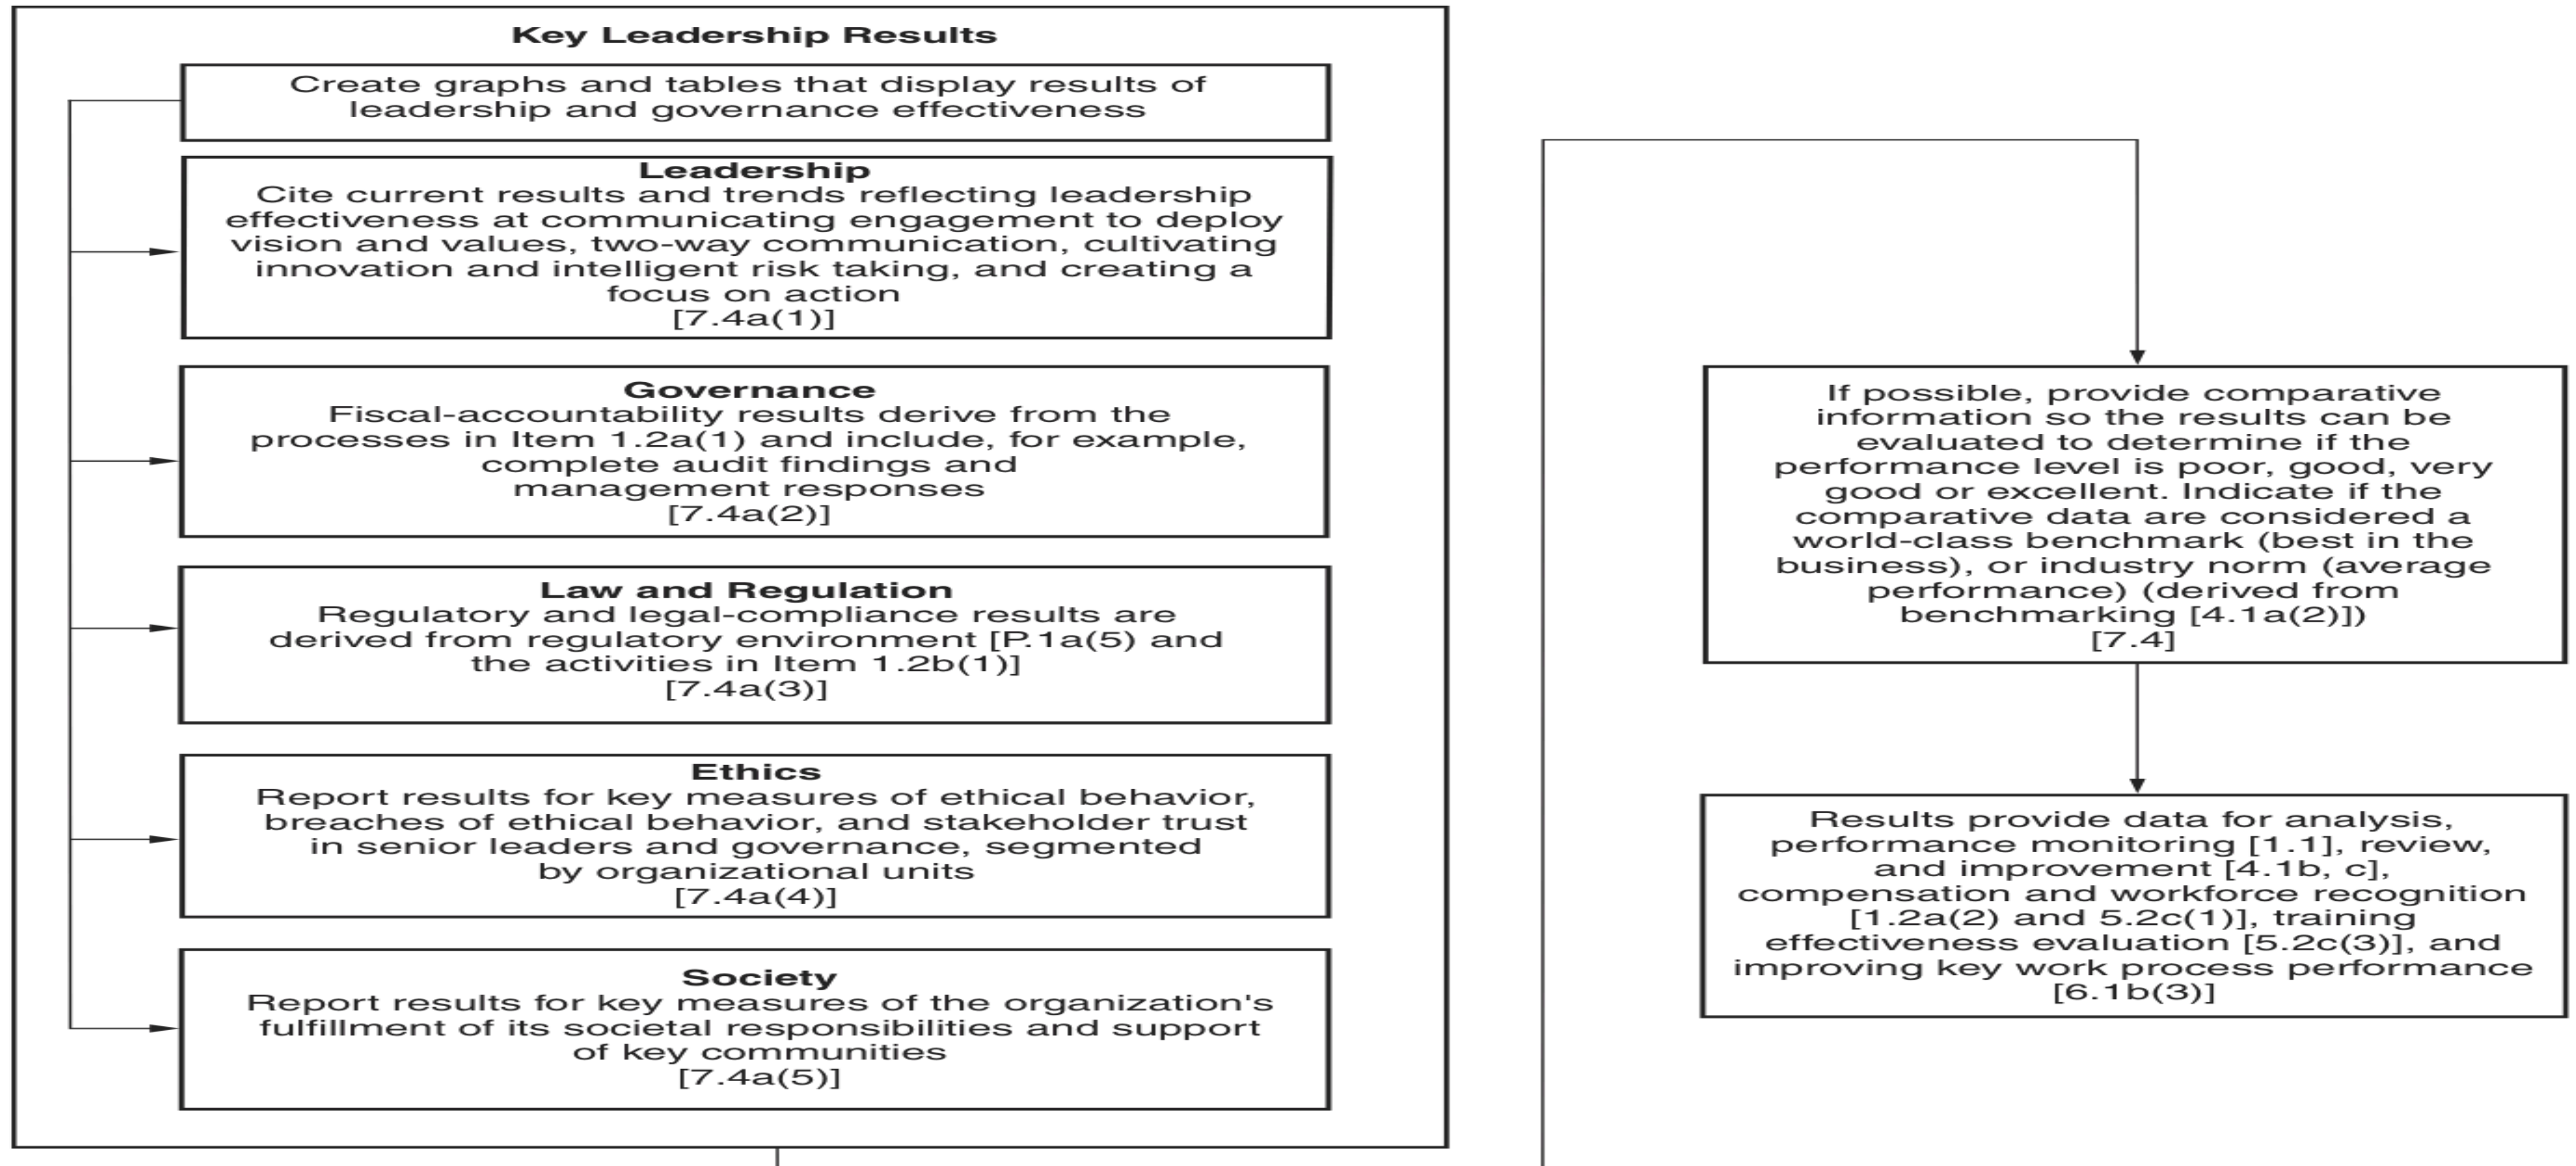 Key Leadership Results
Create graphs and tables that display results of
leadership and governance effectiveness
Leadership
Cite current results and trends reflecting leadership
effectiveness at communicating engagement to deploy
vision and values, two-way communication, cultivating
innovation and intelligent risk taking, and creating a
focus on action
[7.4a(1)]
Governance
Fiscal-accountability results derive from the
processes in Item 1.2a(1) and include, for example,
complete audit findings and
management responses
[7.4a(2)]
Law and Regulation
Regulatory and legal-compliance results are
derived from regulatory environment [P.1a(5) and
the activities in Item 1.2b(1)]
[7.4a(3)]
Ethics
Report results for key measures of ethical behavior,
breaches of ethical behavior, and stakeholder trust
in senior leaders and governance, segmented
by organizational units
[7.4a(4)]
Society
Report results for key measures of the organization's
fulfillment of its societal responsibilities and support
of key communities
[7.4a(5)]
If possible, provide comparative
information so the results can be
evaluated to determine if the
performance level is poor, good, very
good or excellent. Indicate if the
comparative data are considered a
world-class benchmark (best in the
business), or industry norm (average
performance) (derived from
benchmarking [4.1a(2)])
[7.4]
Results provide data for analysis,
performance monitoring [1.1], review,
and improvement [4.1b, c],
compensation and workforce recognition
[1.2a(2) and 5.2c(1)], training
effectiveness evaluation [5.2c(3)], and
improving key work process performance
[6.1b(3)]